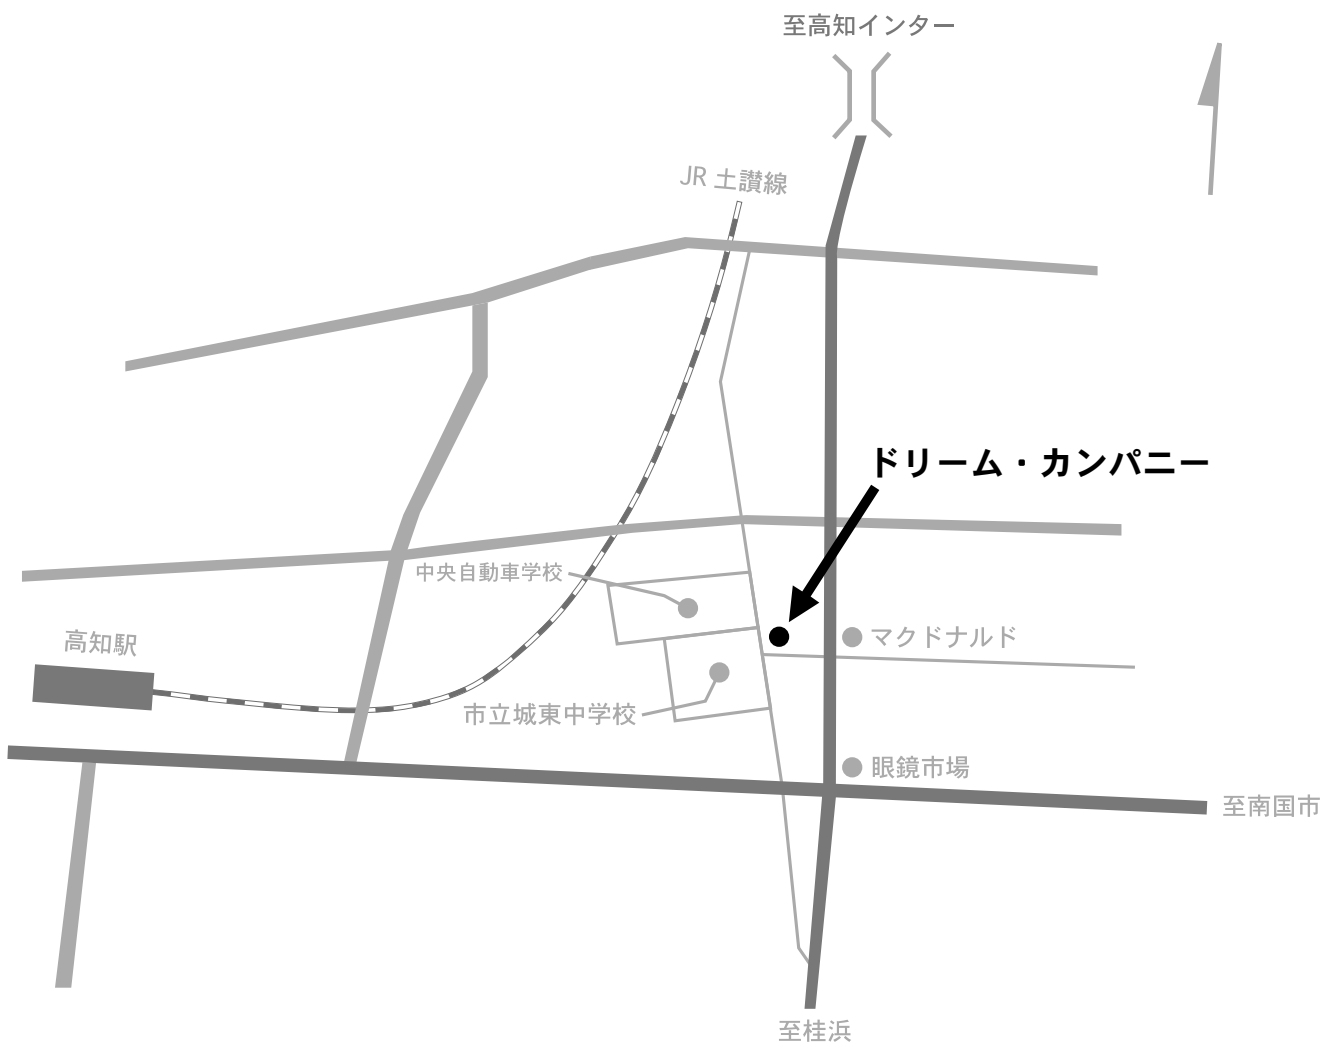 至高知インター
JR 土讃線
ドリーム・カンパニー
中央自動車学校
高知駅
マクドナルド
市立城東中学校
眼鏡市場
至南国市
至桂浜